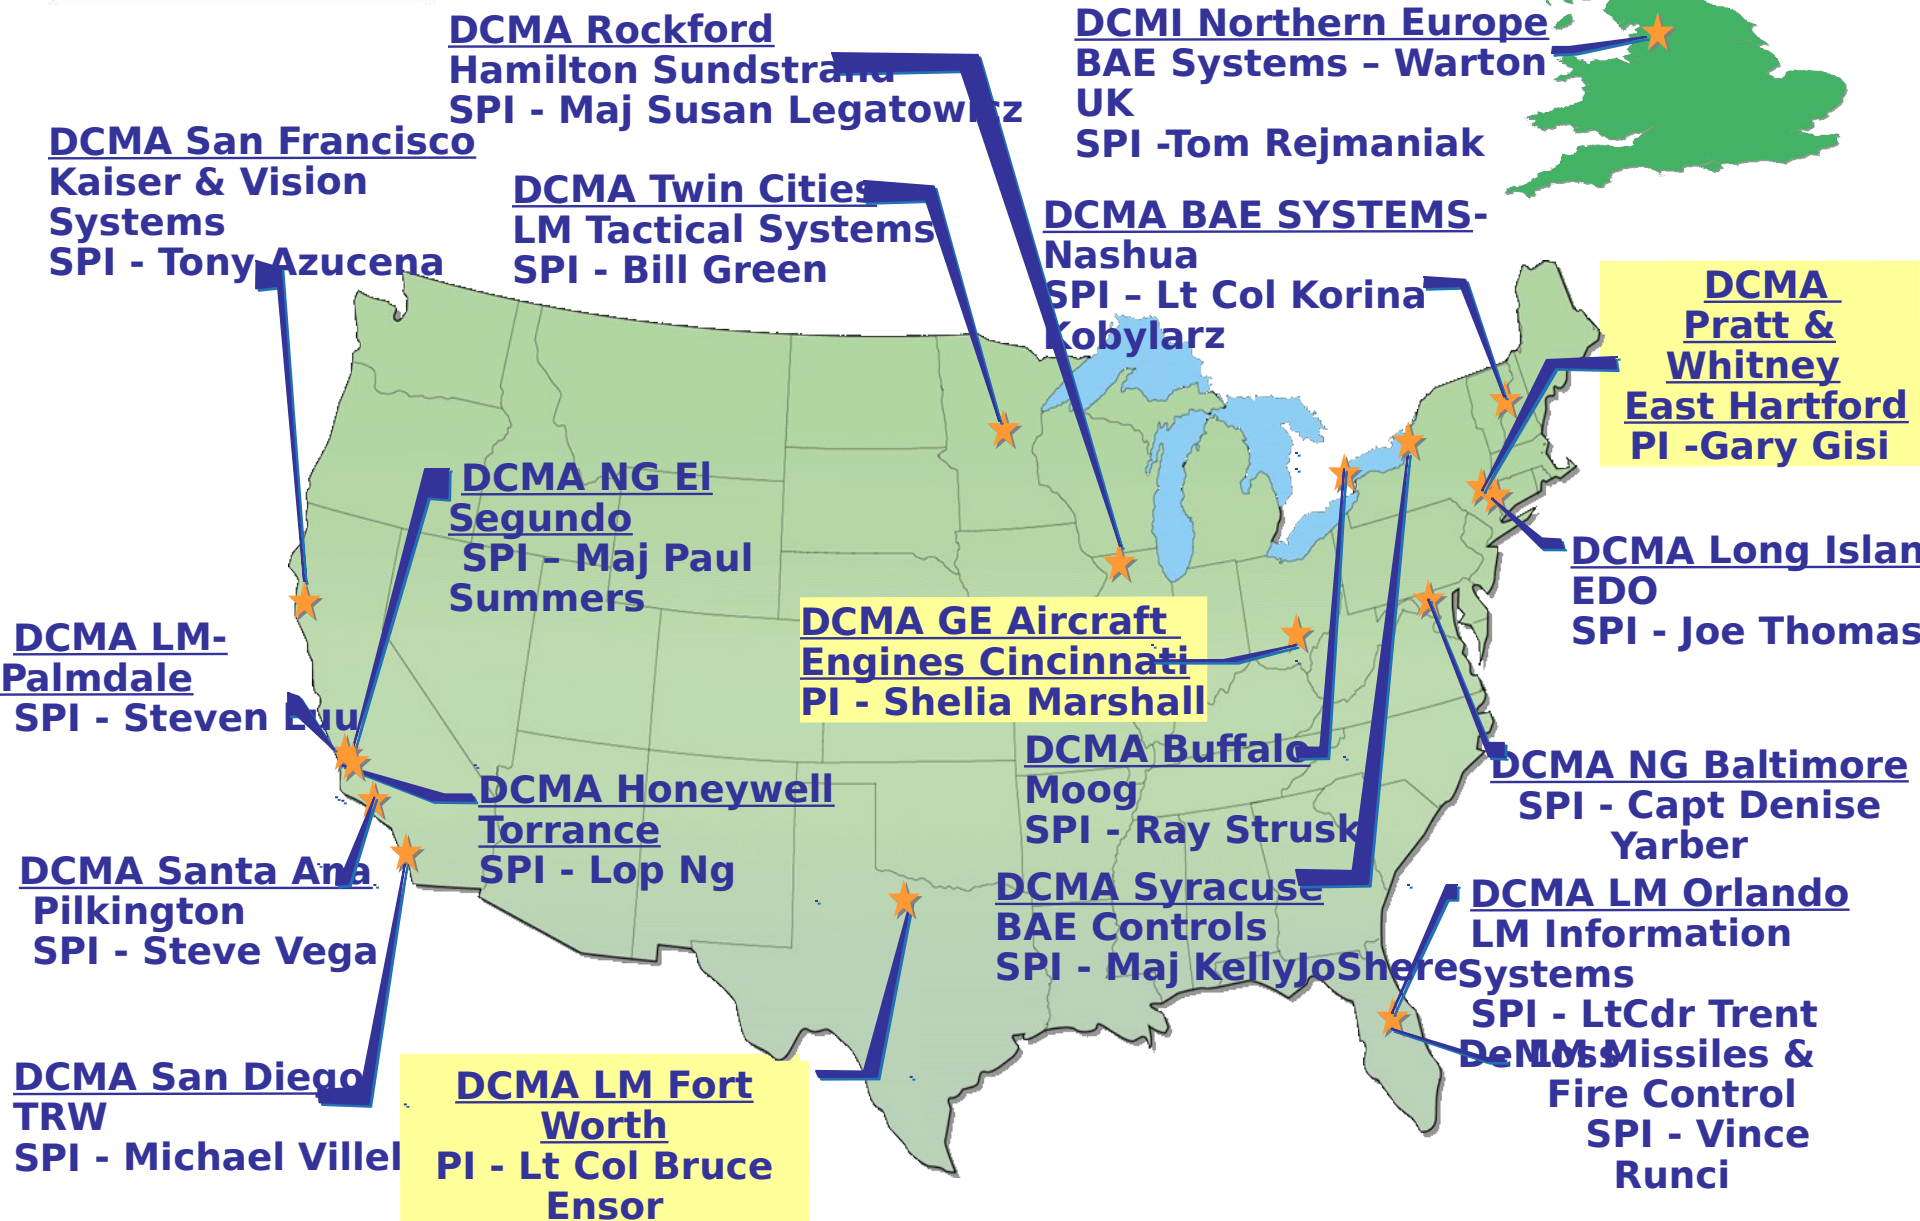 DCMA Rockford
Hamilton Sundstrand
SPI - Maj Susan Legatowicz
DCMI Northern Europe
BAE Systems – Warton
UK
SPI -Tom Rejmaniak
DCMA San Francisco
Kaiser & Vision
Systems
SPI - Tony Azucena
DCMA Twin Cities
LM Tactical Systems
SPI - Bill Green
DCMA BAE SYSTEMS-
Nashua
SPI – Lt Col Korina
Kobylarz
DCMA
Pratt &
Whitney
East Hartford
PI -Gary Gisi
DCMA NG El
Segundo
SPI – Maj Paul
Summers
DCMA Long Islan
EDO
SPI - Joe Thomas
DCMA LM-
Palmdale
SPI - Steven Luu
DCMA GE Aircraft
Engines Cincinnati
PI - Shelia Marshall
DCMA Buffalo
Moog
SPI - Ray Strusk
DCMA NG Baltimore
SPI - Capt Denise
Yarber
DCMA Honeywell
Torrance
SPI - Lop Ng
DCMA Santa Ana
Pilkington
SPI - Steve Vega
DCMA Syracuse
BAE Controls
SPI - Maj KellyJoShere
DCMA LM Orlando
LM Information
Systems
SPI - LtCdr Trent
DeMoss
LM Missiles &
Fire Control
SPI - Vince
Runci
DCMA San Diego
TRW
SPI - Michael Villel
DCMA LM Fort
Worth
PI - Lt Col Bruce
Ensor